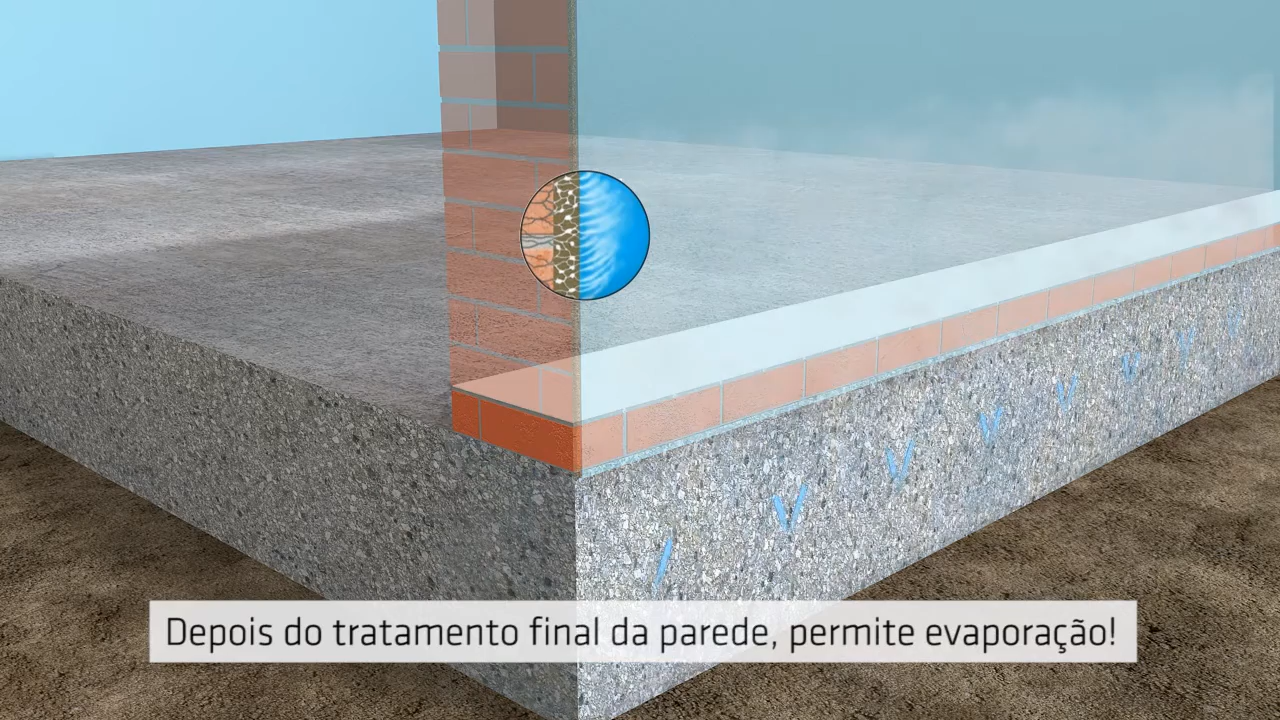 Depois do tratamento final da parede, permite evaporação!